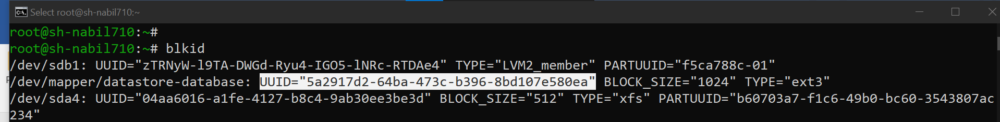 Select root@sh-nabil710:~
root@sh-nabil710:~#
root@sh-nabil710:~# blkid
/dev/sdb1: UUID="zTRNyW-l9TA-DWGd-Ryu4-IGO5-lNRc-RTDAe4" TYPE="LVM2_member" PARTUUID="f5ca788c-01"
/dev/mapper/datastore-database: UUID="5a2917d2-64ba-473c-b396-8bd107e580ea" BLOCK_SIZE="1024" TYPE="ext3"
/dev/sda4: UUID="04aa6016-a1fe-4127-b8c4-9ab30ee3be3d" BLOCK_SIZE="512" TYPE="xfs" PARTUUID="b60703a7-f1c6-49b0-bc60-3543807ac
234"